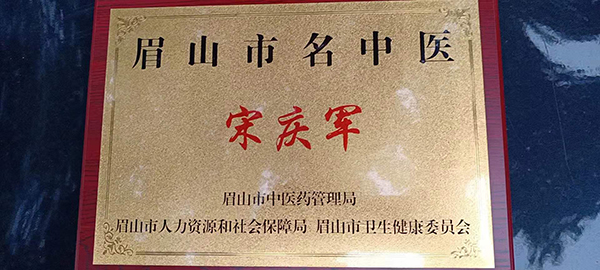 眉山市名中医
宋庆军
眉山市中医药管理局
眉山市人力资源和社会保障局 眉山市卫生健康委员会